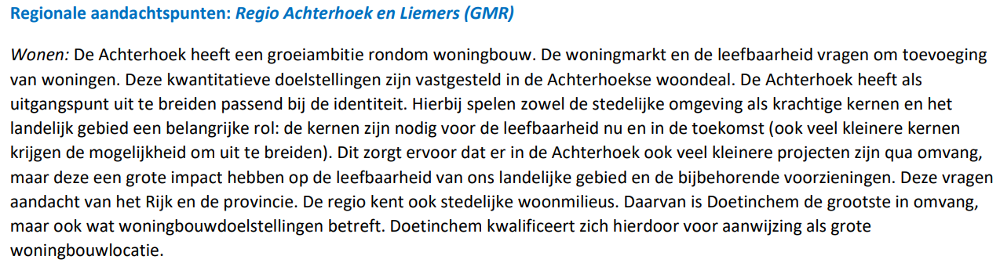 Regionale aandachtspunten: Regio Achterhoek en Liemers (GMR)
Wonen: De Achterhoek heeft een groeiambitie rondom woningbouw. De woningmarkt en de leefbaarheid vragen om toevoeging
van woningen. Deze kwantitatieve doelstellingen zijn vastgesteld in de Achterhoekse woondeal. De Achterhoek heeft als
uitgangspunt uit te breiden passend bij de identiteit. Hierbij spelen zowel de stedelijke omgeving als krachtige kernen en het
landelijk gebied een belangrijke rol: de kernen zijn nodig voor de leefbaarheid nu en in de toekomst (ook veel kleinere kernen
krijgen de mogelijkheid om uit te breiden). Dit zorgt ervoor dat er in de Achterhoek ook veel kleinere projecten zijn qua omvang,
maar deze een grote impact hebben op de leefbaarheid van ons landelijke gebied en de bijbehorende voorzieningen. Deze vragen
aandacht van het Rijk en de provincie. De regio kent ook stedelijke woonmilieus. Daarvan is Doetinchem de grootste in omvang,
maar ook wat woningbouwdoelstellingen betreft. Doetinchem kwalificeert zich hierdoor voor aanwijzing als grote
woningbouwlocatie.